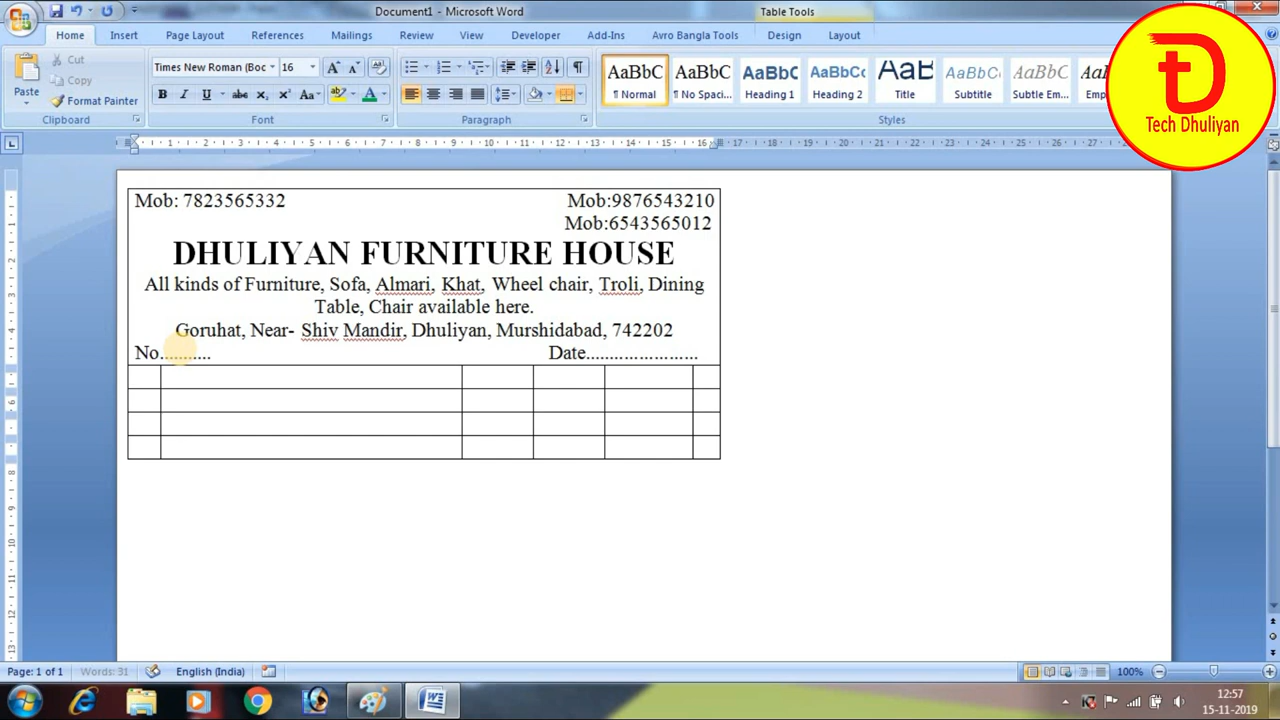 Document1 - Microsoft Word
Table Tools
Home Insert Page Layout References Mailings Review View Developer Add-Ins Avro Bangla Tools Design Layout
Paste
Cut
Copy
Format Painter
Clipboard
Times New Roman (Boc 16
Font
Paragraph
AaBbC AaBbC AaBbC AaBbCc AaB AaBbCc AaBbCc
¶ Normal ¶ No Spaci... Heading 1 Heading 2 Title Subtitle Subtle Em...
Styles
Tech Dhuliyan
Mob: 7823565332 Mob:9876543210
Mob:6543565012
DHULIYAN FURNITURE HOUSE
All kinds of Furniture, Sofa, Almari, Khat, Wheel chair, Troli, Dining
Table, Chair available here.
Goruhat, Near- Shiv Mandir, Dhuliyan, Murshidabad, 742202
No........... Date.......................
Page: 1 of 1 Words: 31 English (India) 100%
12:57
15-11-2019